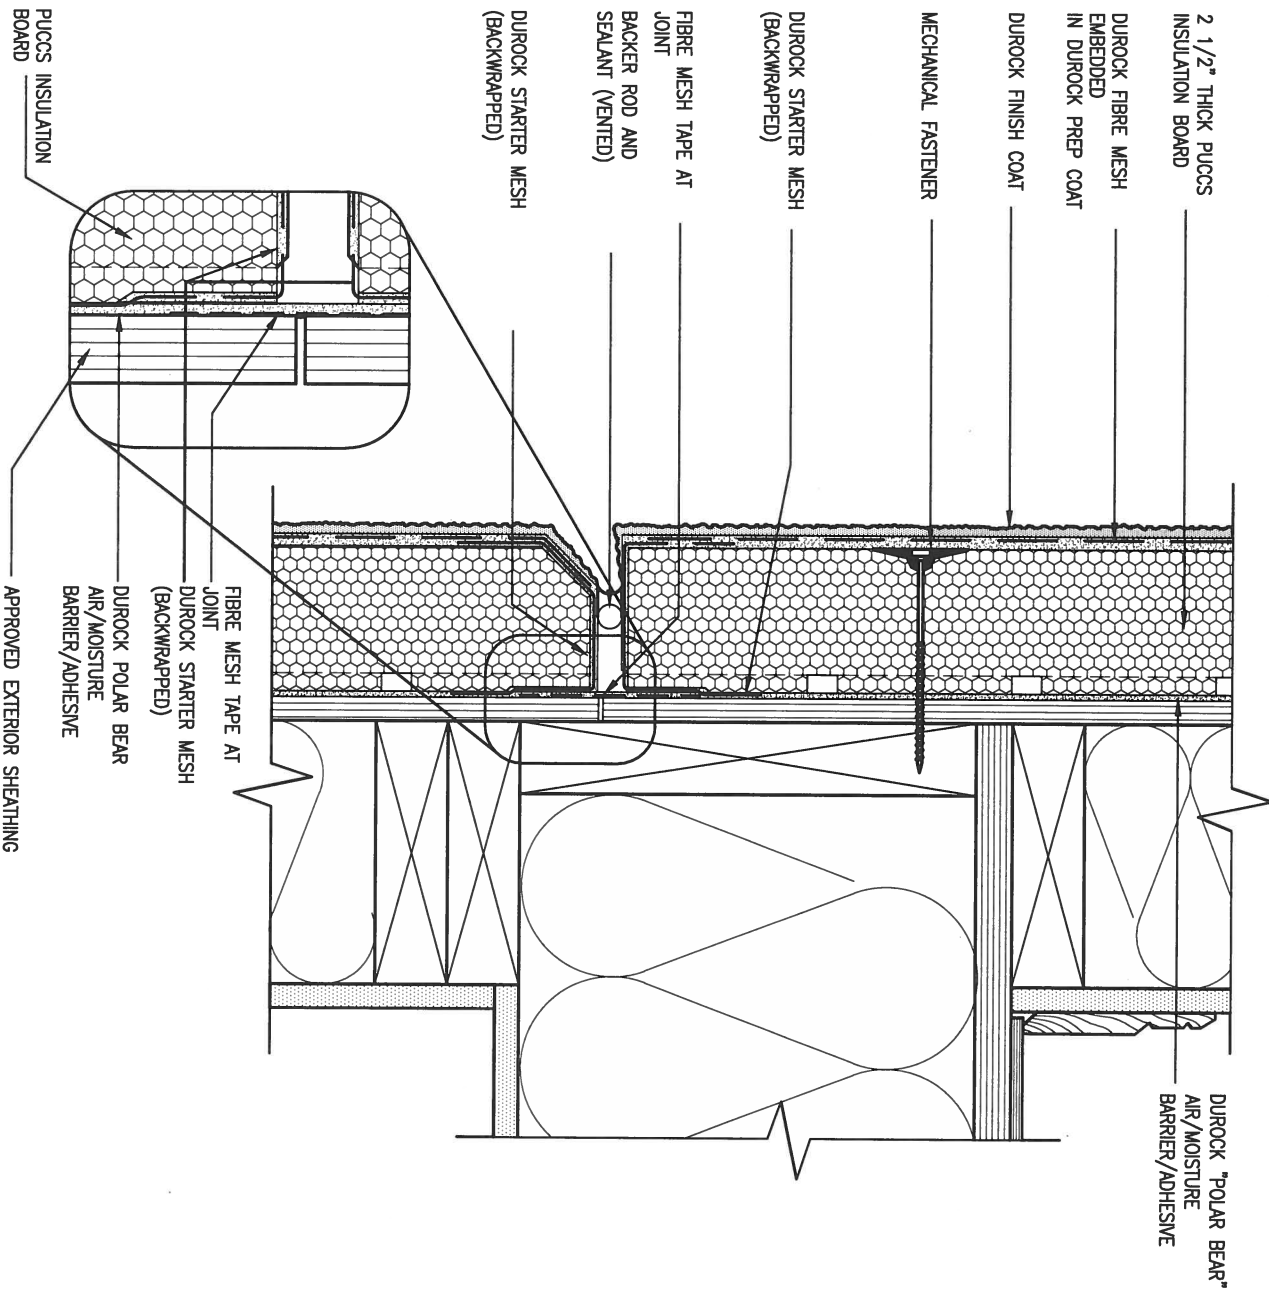 2 1/2" THICK PUCCS
INSULATION BOARD
DUROCK FIBRE MESH
EMBEDDED
IN DUROCK PREP COAT
DUROCK FINISH COAT
MECHANICAL FASTENER
DUROCK STARTER MESH
(BACKWRAPPED)
FIBRE MESH TAPE AT
JOINT
BACKER ROD AND
SEALANT (VENTED)
DUROCK STARTER MESH
(BACKWRAPPED)
PUCCS INSULATION
BOARD
DUROCK "POLAR BEAR"
AIR/MOISTURE
BARRIER/ADHESIVE
FIBRE MESH TAPE AT
JOINT
DUROCK STARTER MESH
(BACKWRAPPED)
DUROCK POLAR BEAR
AIR/MOISTURE
BARRIER/ADHESIVE
APPROVED EXTERIOR SHEATHING